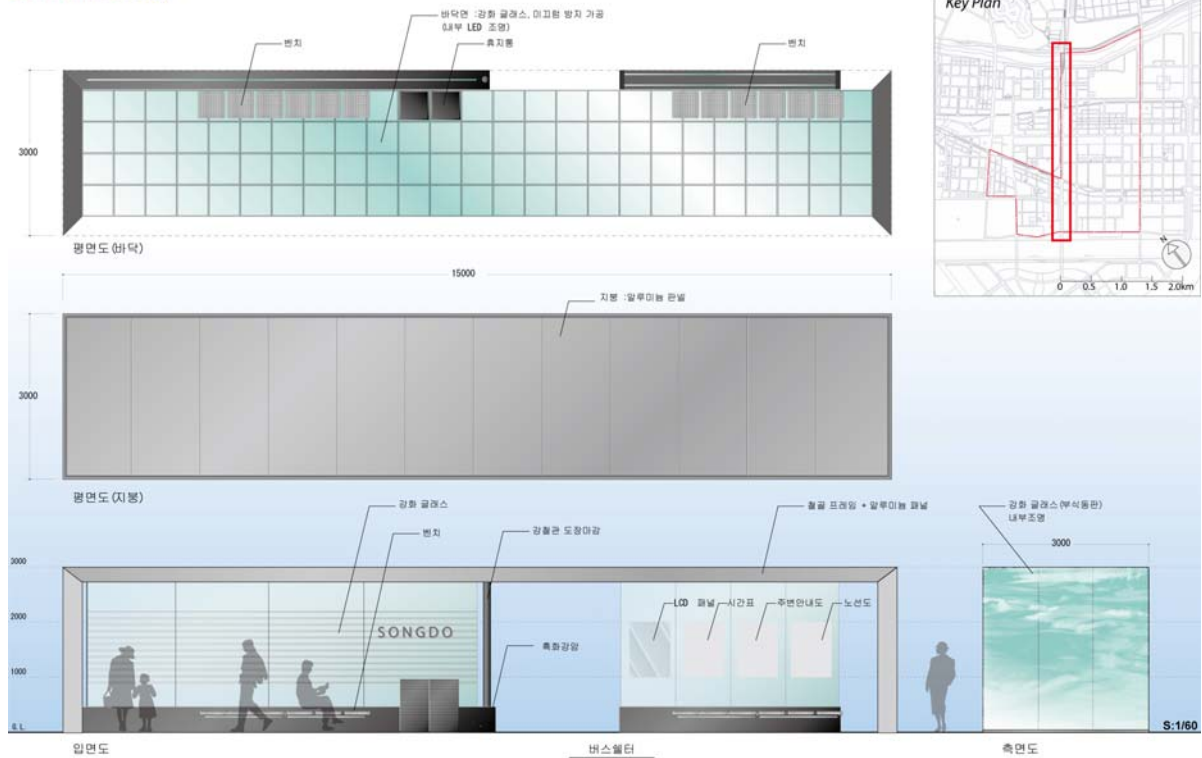 Key Plan
바닥면 :강화 글래스, 미끄럼 방지 가공
(내부 LED 조명)
벤치
휴지통
벤치
3000
평면도(바닥)
N
0 0.5 1.0 1.5 2.0km
15000
지붕 :알루미늄 판넬
3000
평면도(지붕)
강화 글래스
벤치
강철관 도장마감
철골 프레임 + 알루미늄 패널
강화 글래스(부식동판)
내부조명
3000
3000
2000
1000
G.L.
SONGDO
LCD 패널
시간표
주변안내도
노선도
흑화강암
S:1/60
입면도
버스쉘터
측면도